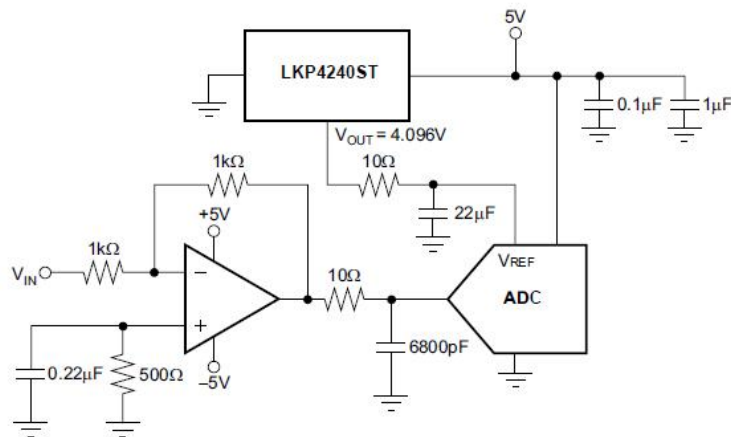 5V
LKP4240ST
0.1µF
1µF
VOUT = 4.096V
1kΩ
10Ω
+5V
22µF
1kΩ
VIN
–
10Ω
VREF
ADC
+
6800pF
0.22µF
500Ω
–5V